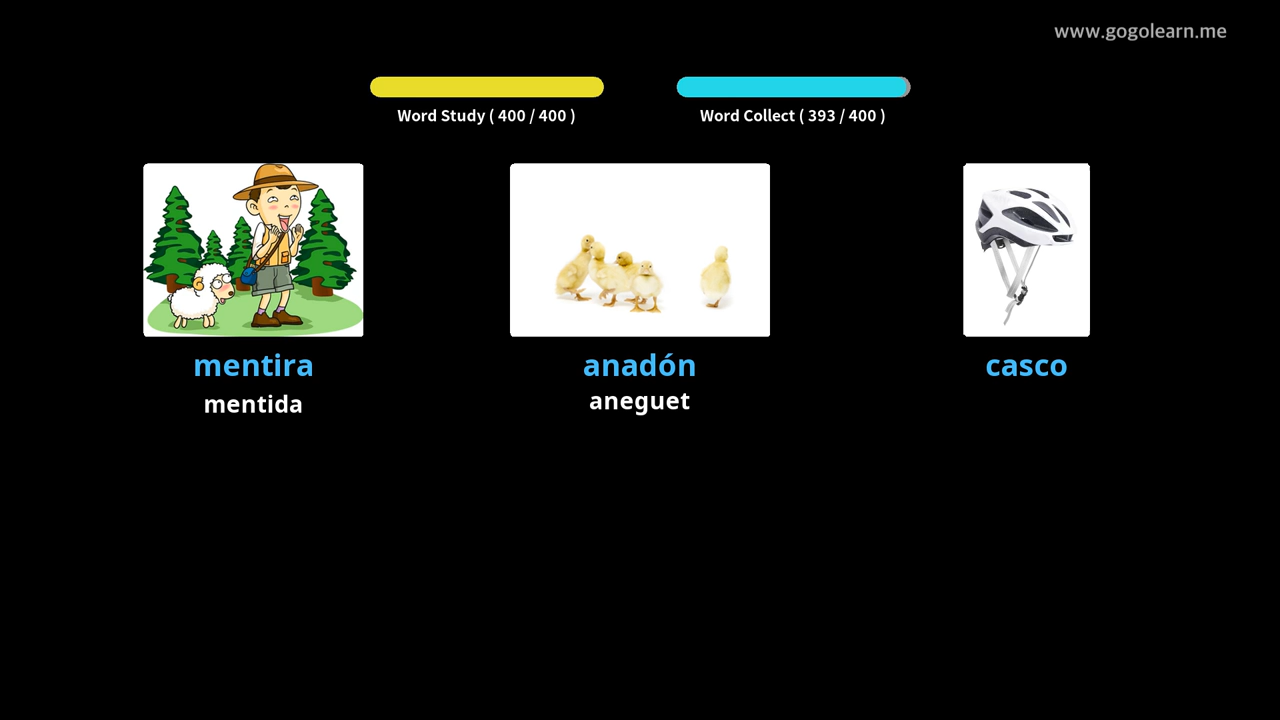 www.gogolearn.me
Word Study ( 400 / 400 )
Word Collect ( 393 / 400 )
mentira
anadón
casco
mentida
aneguet